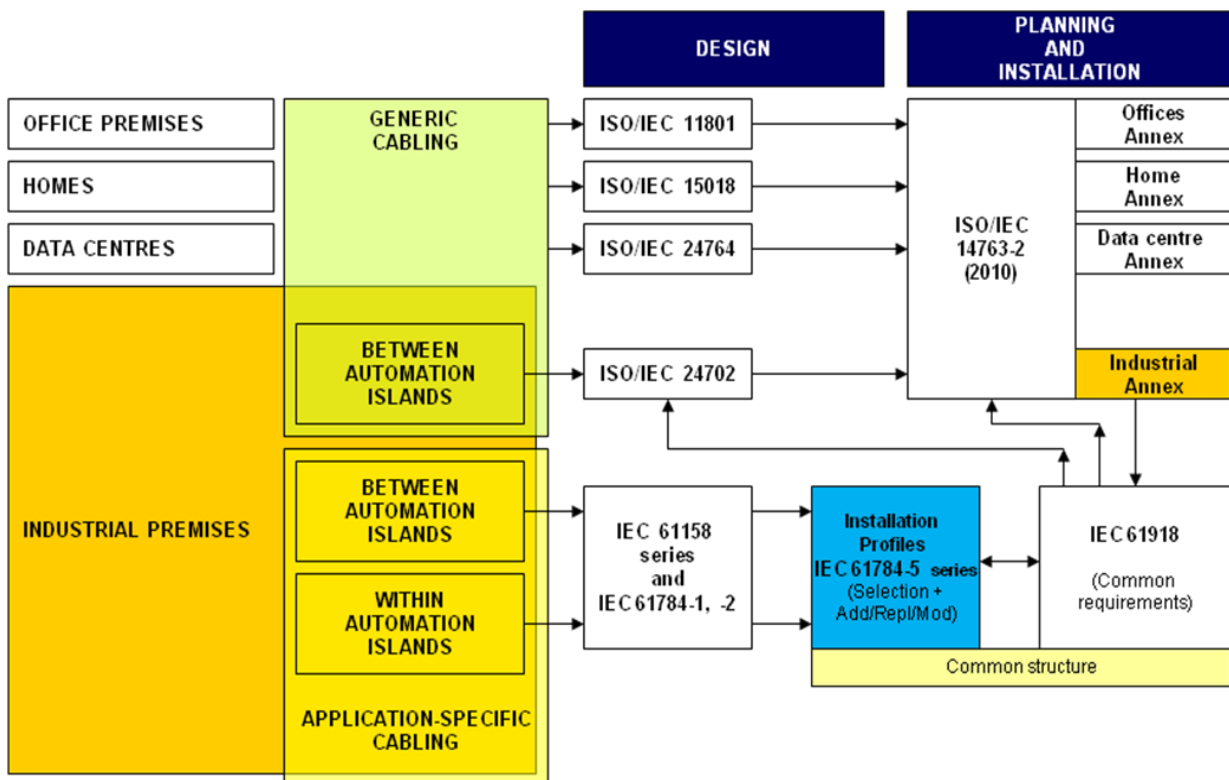 DESIGN
PLANNING
AND
INSTALLATION
OFFICE PREMISES
HOMES
DATA CENTRES
INDUSTRIAL PREMISES
GENERIC
CABLING
BETWEEN
AUTOMATION
ISLANDS
BETWEEN
AUTOMATION
ISLANDS
WITHIN
AUTOMATION
ISLANDS
APPLICATION-SPECIFIC
CABLING
ISO/IEC 11801
ISO/IEC 15018
ISO/IEC 24764
ISO/IEC 24702
IEC 61158
series
and
IEC 61784-1, -2
ISO/IEC
14763-2
(2010)
Offices
Annex
Home
Annex
Data centre
Annex
Industrial
Annex
Installation
Profiles
IEC 61784-5 series
(Selection +
Add/Repl/Mod)
IEC 61918
(Common
requirements)
Common structure